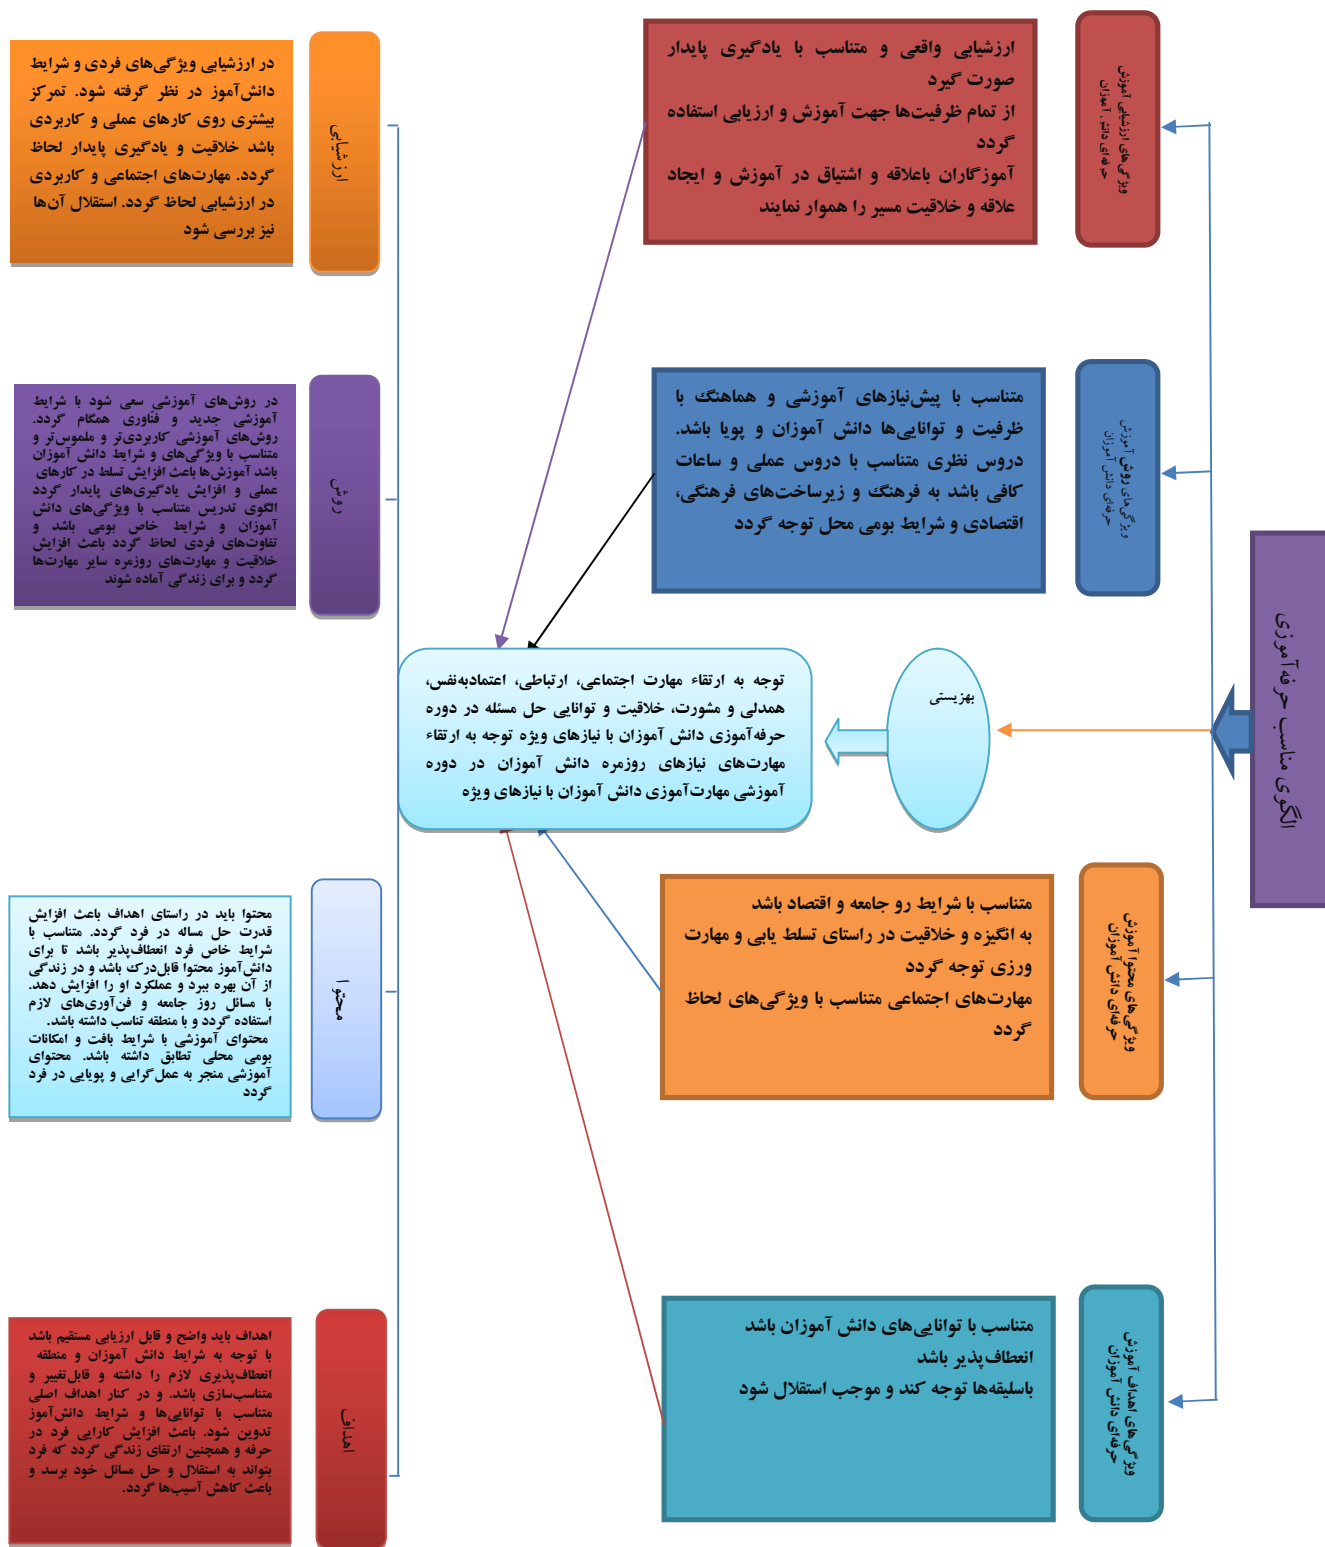 الگوی مناسب حرفه‌آموزی
ویژگی‌های ارزشیابی آموزش
حرفه‌ای دانش آموزان
ارزشیابی واقعی و متناسب با یادگیری پایدار
صورت گیرد
از تمام ظرفیت‌ها جهت آموزش و ارزیابی استفاده
گردد
آموزگاران باعلاقه و اشتیاق در آموزش و ایجاد
علاقه و خلاقیت مسیر را هموار نمایند
ویژگی‌های روش آموزش
حرفه‌ای دانش آموزان
متناسب با پیش‌نیازهای آموزشی و هماهنگ با
ظرفیت و توانایی‌ها دانش آموزان و پویا باشد.
دروس نظری متناسب با دروس عملی و ساعات
کافی باشد به فرهنگ و زیرساخت‌های فرهنگی،
اقتصادی و شرایط بومی محل توجه گردد
بهزیستی
توجه به ارتقاء مهارت اجتماعی، ارتباطی، اعتمادبه‌نفس،
همدلی و مشورت، خلاقیت و توانایی حل مسئله در دوره
حرفه‌آموزی دانش آموزان با نیازهای ویژه توجه به ارتقاء
مهارت‌های نیازهای روزمره دانش آموزان در دوره
آموزشی مهارت‌آموزی دانش آموزان با نیازهای ویژه
ویژگی‌های محتوا آموزش
حرفه‌ای دانش آموزان
متناسب با شرایط رو جامعه و اقتصاد باشد
به انگیزه و خلاقیت در راستای تسلط یابی و مهارت
ورزی توجه گردد
مهارت‌های اجتماعی متناسب با ویژگی‌های لحاظ
گردد
ویژگی‌های اهداف آموزش
حرفه‌ای دانش آموزان
متناسب با توانایی‌های دانش آموزان باشد
انعطاف‌پذیر باشد
باسلیقه‌ها توجه کند و موجب استقلال شود
ارزشیابی
در ارزشیابی ویژگی‌های فردی و شرایط
دانش‌آموز در نظر گرفته شود. تمرکز
بیشتری روی کارهای عملی و کاربردی
باشد خلاقیت و یادگیری پایدار لحاظ
گردد. مهارت‌های اجتماعی و کاربردی
در ارزشیابی لحاظ گردد. استقلال آن‌ها
نیز بررسی شود
روش
در روش‌های آموزشی سعی شود با شرایط
آموزشی جدید و فناوری همگام گردد.
روش‌های آموزشی کاربردی‌تر و ملموس‌تر و
متناسب با ویژگی‌های و شرایط دانش آموزان
باشد آموزش‌ها باعث افزایش تسلط در کارهای
عملی و افزایش یادگیری‌های پایدار گردد
الگوی تدریس متناسب با ویژگی‌های دانش
آموزان و شرایط خاص بومی باشد و
تفاوت‌های فردی لحاظ گردد باعث افزایش
خلاقیت و مهارت‌های روزمره سایر مهارت‌ها
گردد و برای زندگی آماده شوند
محتوا
محتوا باید در راستای اهداف باعث افزایش
قدرت حل مساله در فرد گردد. متناسب با
شرایط خاص فرد انعطاف‌پذیر باشد تا برای
دانش‌آموز محتوا قابل‌درک باشد و در زندگی
از آن بهره ببرد و عملکرد او را افزایش دهد.
با مسائل روز جامعه و فن‌آوری‌های لازم
استفاده گردد و با منطقه تناسب داشته باشد.
محتوای آموزشی با شرایط بافت و امکانات
بومی محلی تطابق داشته باشد. محتوای
آموزشی منجر به عمل‌گرایی و پویایی در فرد
گردد
اهداف
اهداف باید واضح و قابل ارزیابی مستقیم باشد
با توجه به شرایط دانش آموزان و منطقه
انعطاف‌پذیری لازم را داشته و قابل‌تغییر و
متناسب‌سازی باشد. و در کنار اهداف اصلی
متناسب با توانایی‌ها و شرایط دانش‌آموز
تدوین شود. باعث افزایش کارایی فرد در
حرفه و همچنین ارتقای زندگی گردد که فرد
بتواند به استقلال و حل مسائل خود برسد و
باعث کاهش آسیب‌ها گردد.